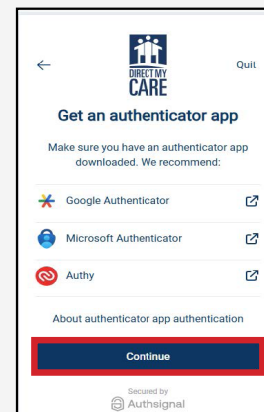 DIRECT MY
CARE
Quit
Get an authenticator app
Make sure you have an authenticator app
downloaded. We recommend:
Google Authenticator
Microsoft Authenticator
Authy
About authenticator app authentication
Continue
Secured by
Authsignal